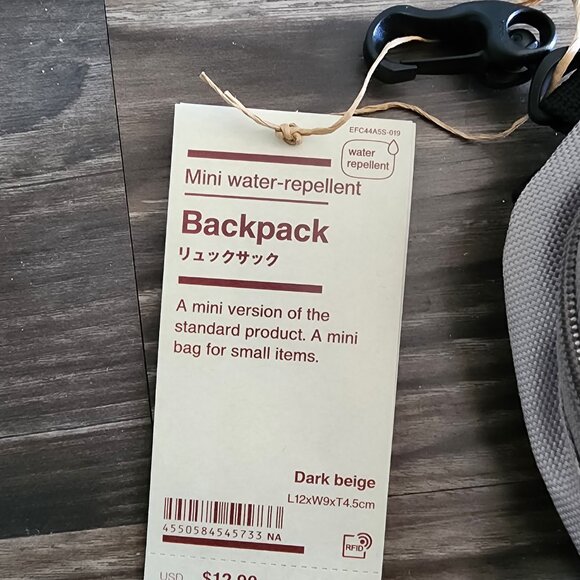 EFC44A5S-019
water
repellent
Mini water-repellent
Backpack
リュックサック
A mini version of the
standard product. A mini
bag for small items.
Dark beige
L12xW9xT4.5cm
4550584545733 NA
RFID
USD